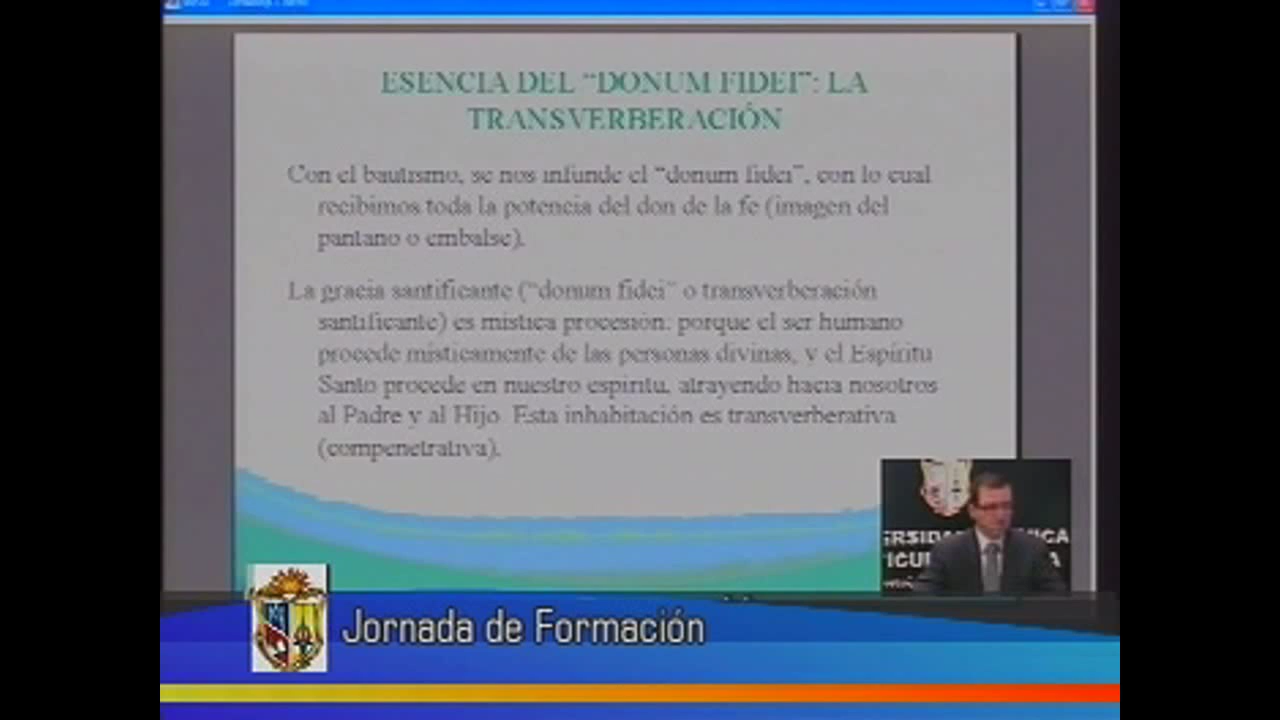 ESENCIA DEL “DONUM FIDEI”: LA
TRANSVERBERACIÓN
Con el bautismo, se nos infunde el “donum fidei”, con lo cual
recibimos toda la potencia del don de la fe (imagen del
pantano o embalse).
La gracia santificante (“donum fidei” o transverberación
santificante) es mística procesión: porque el ser humano
procede místicamente de las personas divinas, y el Espíritu
Santo procede en nuestro espíritu, atrayendo hacia nosotros
al Padre y al Hijo. Esta inhabitación es transverberativa
(compenetrativa).
Jornada de Formación